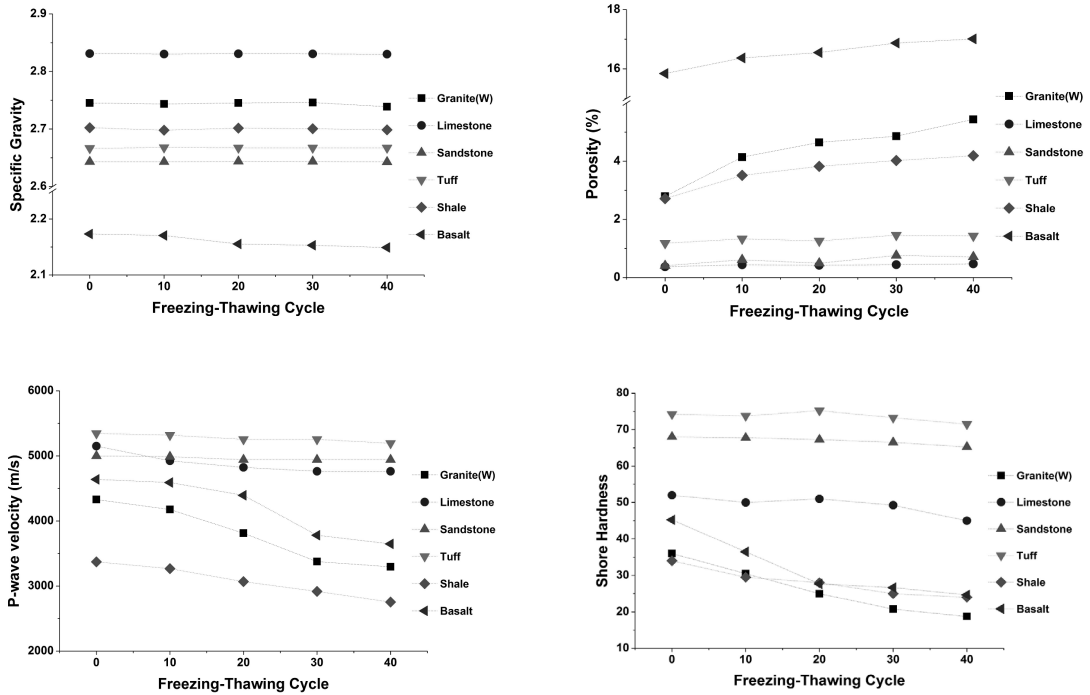 2.9
2.8
2.7
2.6
2.2
2.1
Specific Gravity
0 10 20 30 40
Freezing-Thawing Cycle
Granite(W)
Limestone
Sandstone
Tuff
Shale
Basalt
18
16
4
2
0
Porosity (%)
0 10 20 30 40
Freezing-Thawing Cycle
Granite(W)
Limestone
Sandstone
Tuff
Shale
Basalt
6000
5000
4000
3000
2000
P-wave velocity (m/s)
0 10 20 30 40
Freezing-Thawing Cycle
Granite(W)
Limestone
Sandstone
Tuff
Shale
Basalt
80
70
60
50
40
30
20
10
Shore Hardness
0 10 20 30 40
Freezing-Thawing Cycle
Granite(W)
Limestone
Sandstone
Tuff
Shale
Basalt